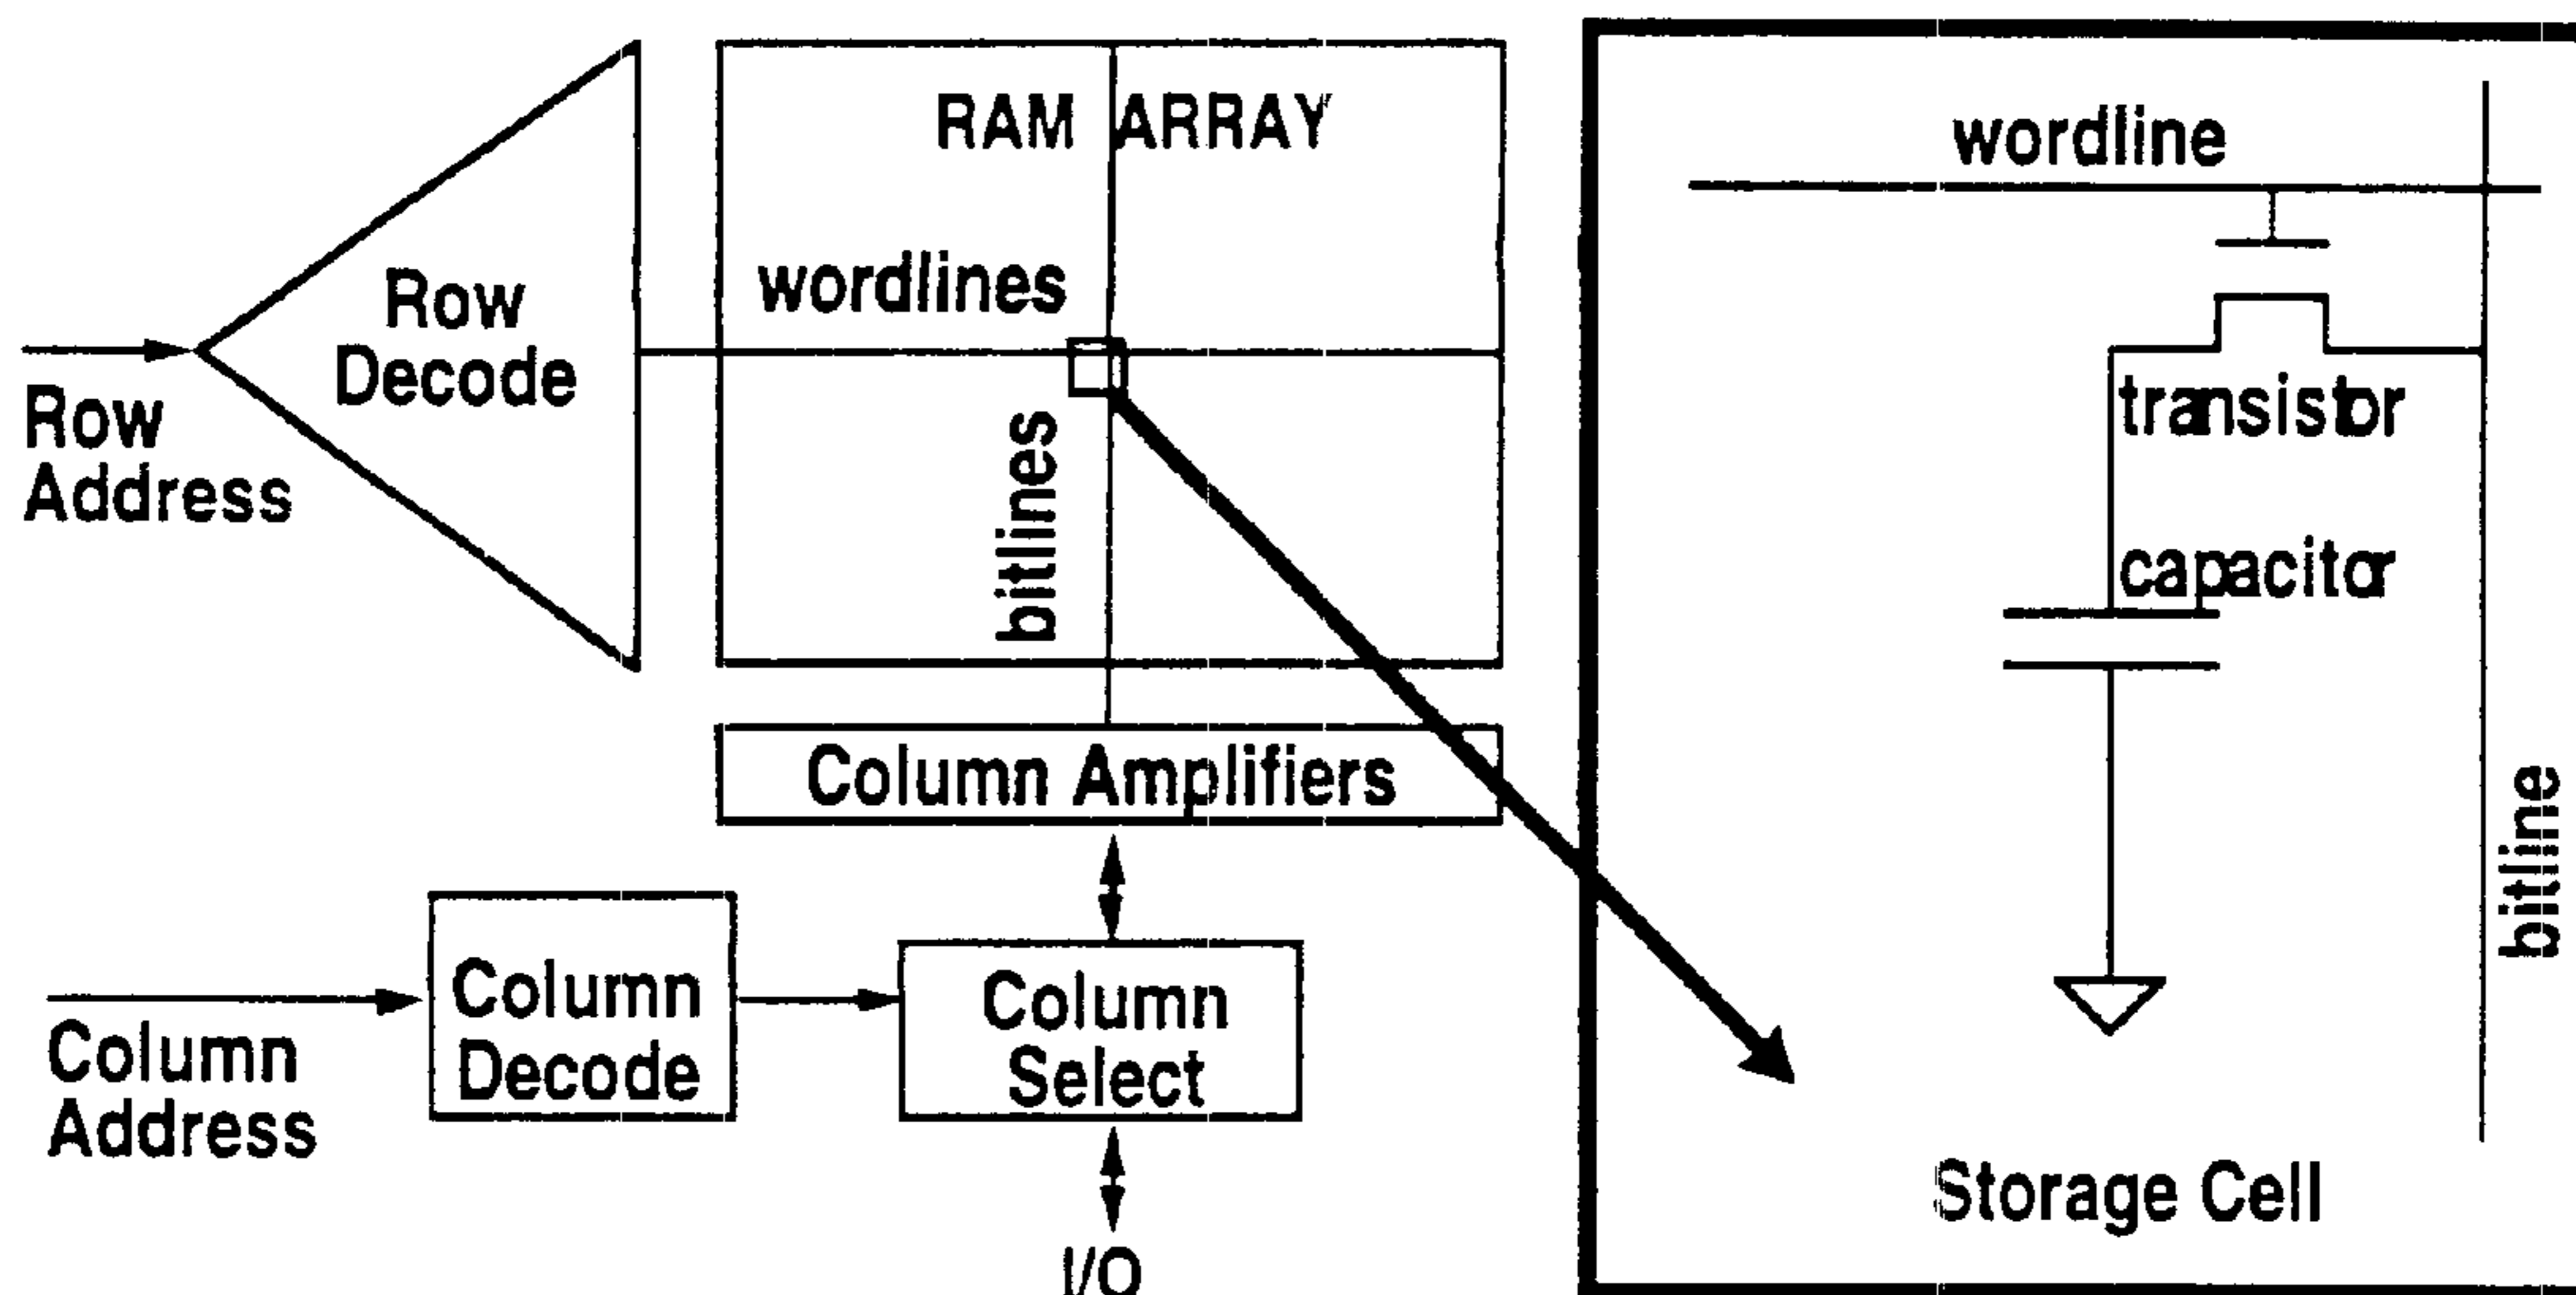 RAM ARRAY
wordlines
Row
Decode
Row
Address
bitlines
Column Amplifiers
Column
Decode
Column
Select
Column
Address
I/O
wordline
transistor
capacitor
bitline
Storage Cell